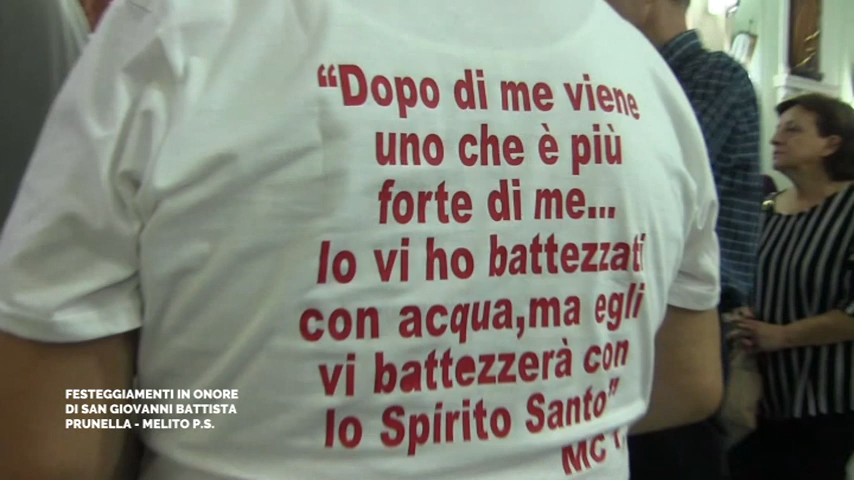 “Dopo di me viene
uno che è più
forte di me...
Io vi ho battezzati
con acqua,ma egli
vi battezzerà con
lo Spirito Santo”
MC
FESTEGGIAMENTI IN ONORE
DI SAN GIOVANNI BATTISTA
PRUNELLA - MELITO P.S.